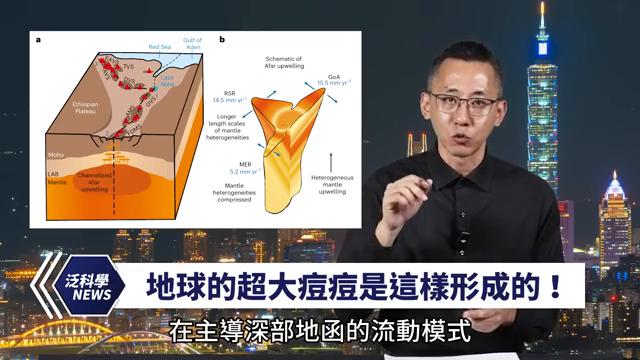 a
Red Sea
Gulf of
Aden
b
Schematic of
Afar upwelling
GoA
15.5 mm yr⁻¹
RSR
14.5 mm yr⁻¹
TVS
Lake
Abhe
Ethiopian
Plateau
Longer
length scales
of mantle
heterogeneities
MER
5.2 mm yr⁻¹
Moho
LAB
Mantle
Channelized
Afar
upwelling
Mantle
heterogeneities
compressed
Heterogeneous
mantle
upwelling
泛科學
NEWS
地球的超大痘痘是這樣形成的！
在主導深部地函的流動模式